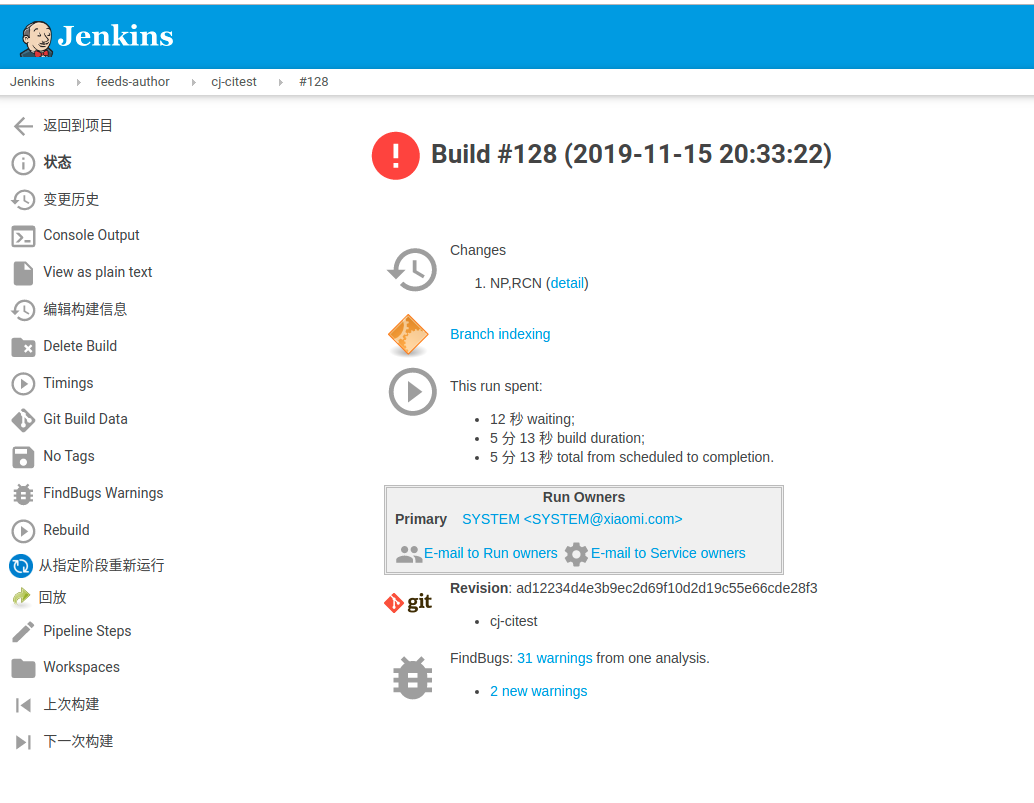 Jenkins
Jenkins feeds-author cj-citest #128
返回到项目
状态
变更历史
Console Output
View as plain text
编辑构建信息
Delete Build
Timings
Git Build Data
No Tags
FindBugs Warnings
Rebuild
从指定阶段重新运行
回放
Pipeline Steps
Workspaces
上次构建
下一次构建
Build #128 (2019-11-15 20:33:22)
Changes
1. NP,RCN (detail)
Branch indexing
This run spent:
• 12 秒 waiting;
• 5 分 13 秒 build duration;
• 5 分 13 秒 total from scheduled to completion.
Run Owners
Primary SYSTEM <SYSTEM@xiaomi.com>
E-mail to Run owners E-mail to Service owners
git
Revision: ad12234d4e3b9ec2d69f10d2d19c55e66cde28f3
• cj-citest
FindBugs: 31 warnings from one analysis.
• 2 new warnings